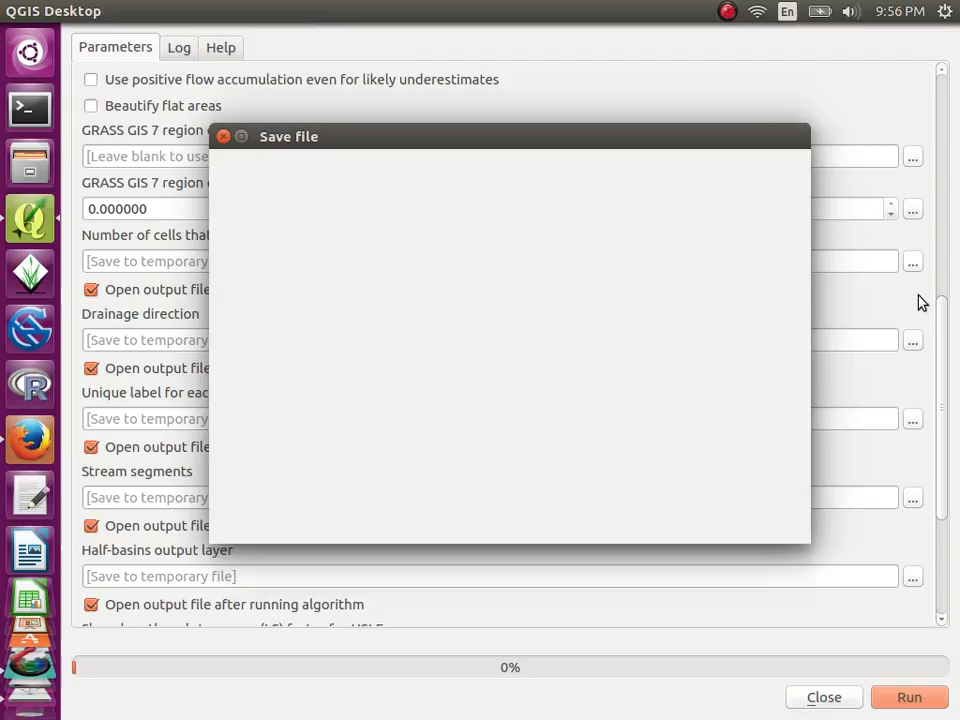 QGIS Desktop
En
9:56 PM
Parameters
Log
Help
Use positive flow accumulation even for likely underestimates
Beautify flat areas
GRASS GIS 7 region
Save file
[Leave blank to use
...
GRASS GIS 7 region
0.000000
...
Number of cells that
[Save to temporary
...
Open output file
Drainage direction
[Save to temporary
...
Open output file
Unique label for eac
[Save to temporary
...
Open output file
Stream segments
[Save to temporary
...
Open output file
Half-basins output layer
[Save to temporary file]
...
Open output file after running algorithm
0%
Close
Run